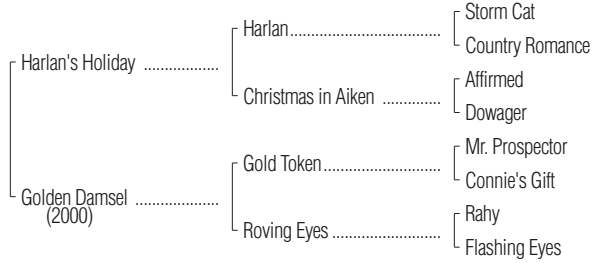 Storm Cat
Harlan
Country Romance
Harlan's Holiday
Affirmed
Christmas in Aiken
Dowager
Mr. Prospector
Gold Token
Connie's Gift
Golden Damsel
(2000)
Rahy
Roving Eyes
Flashing Eyes